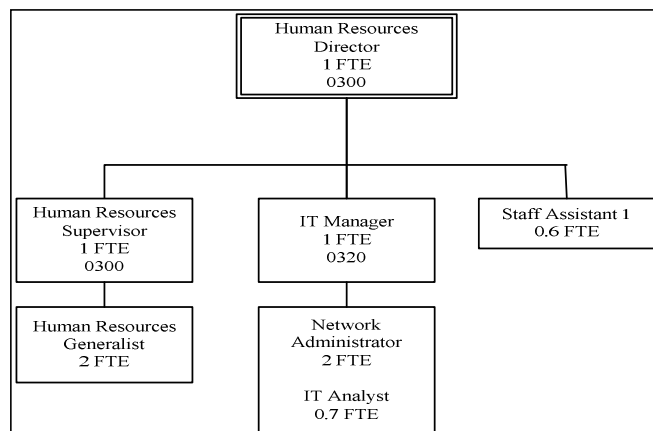 Human Resources
Director
1 FTE
0300
Human Resources
Supervisor
1 FTE
0300
IT Manager
1 FTE
0320
Staff Assistant 1
0.6 FTE
Human Resources
Generalist
2 FTE
Network
Administrator
2 FTE
IT Analyst
0.7 FTE